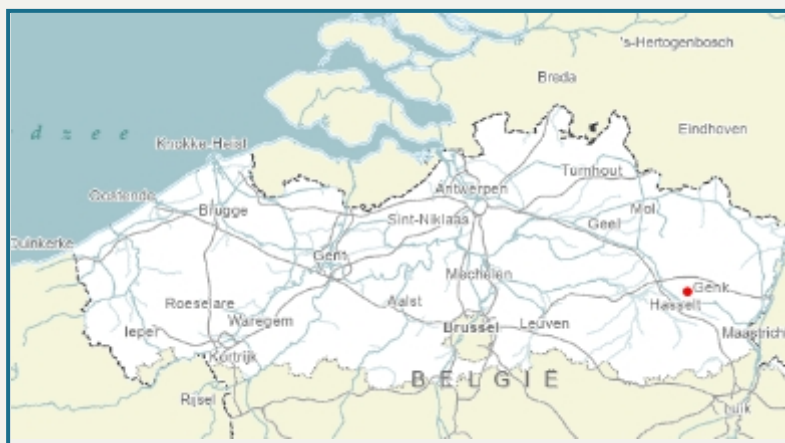 's-Hertogenbosch
Breda
d z e e
Eindhoven
Knokke-Heist
Turnhout
Antwerpen
Oostende
Mol
Brugge
Sint-Niklaas
Geel
Duinkerke
Gent
Mechelen
Genk
Roeselare
Aalst
Hasselt
Waregem
Brussel
Leuven
Ieper
Maastrich
Kortrijk
BELGIË
Rijsel
Luik